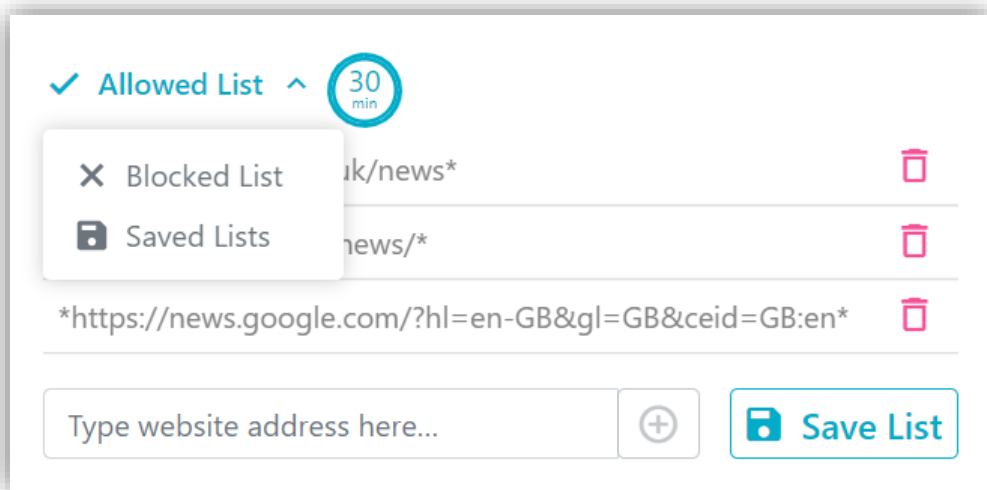 Allowed List
30
min
Blocked List
uk/news*
Saved Lists
news/*
*https://news.google.com/?hl=en-GB&gl=GB&ceid=GB:en*
Type website address here...
Save List